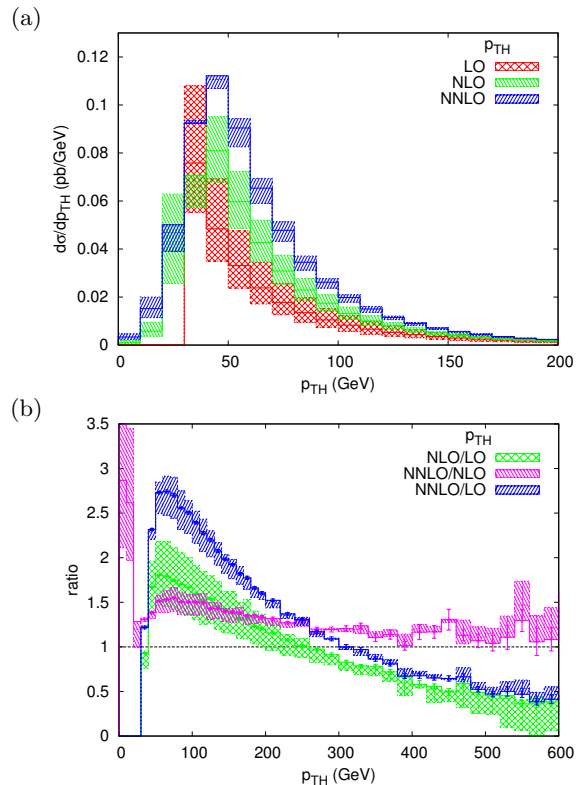 (a)
p_TH
LO
NLO
NNLO
dσ/dp_TH (pb/GeV)
0.12
0.1
0.08
0.06
0.04
0.02
0
0 50 100 150 200
p_TH (GeV)
(b)
p_TH
NLO/LO
NNLO/NLO
NNLO/LO
ratio
3.5
3
2.5
2
1.5
1
0.5
0
0 100 200 300 400 500 600
p_TH (GeV)